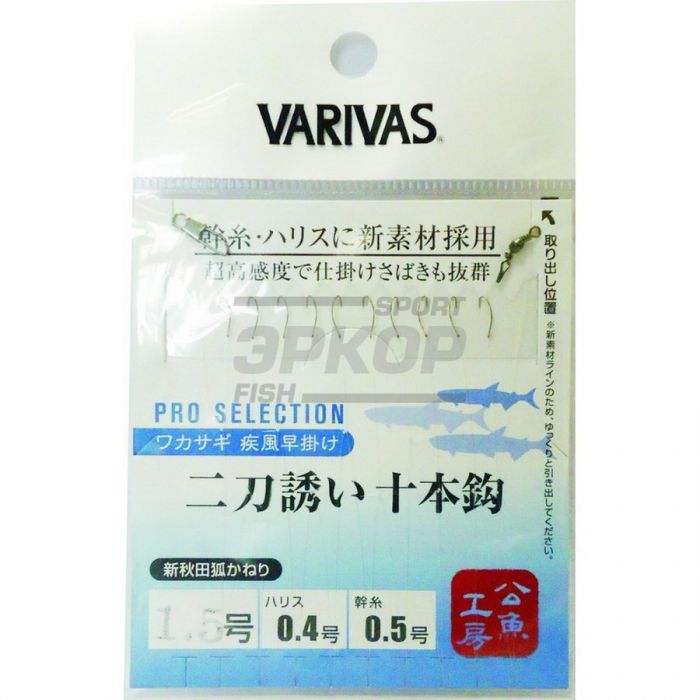 VARIVAS
幹糸・ハリスに新素材採用
超高感度で仕掛けさばきも抜群
取り出し位置
※新素材ラインのため、ゆっくりと引き出してください。
SPORT
ЭРКОР
FISH
PRO SELECTION
ワカサギ 疾風早掛け
二刀誘い 十本鈎
新秋田狐かねり
1.5号
ハリス
0.4号
幹糸
0.5号
公魚
工房